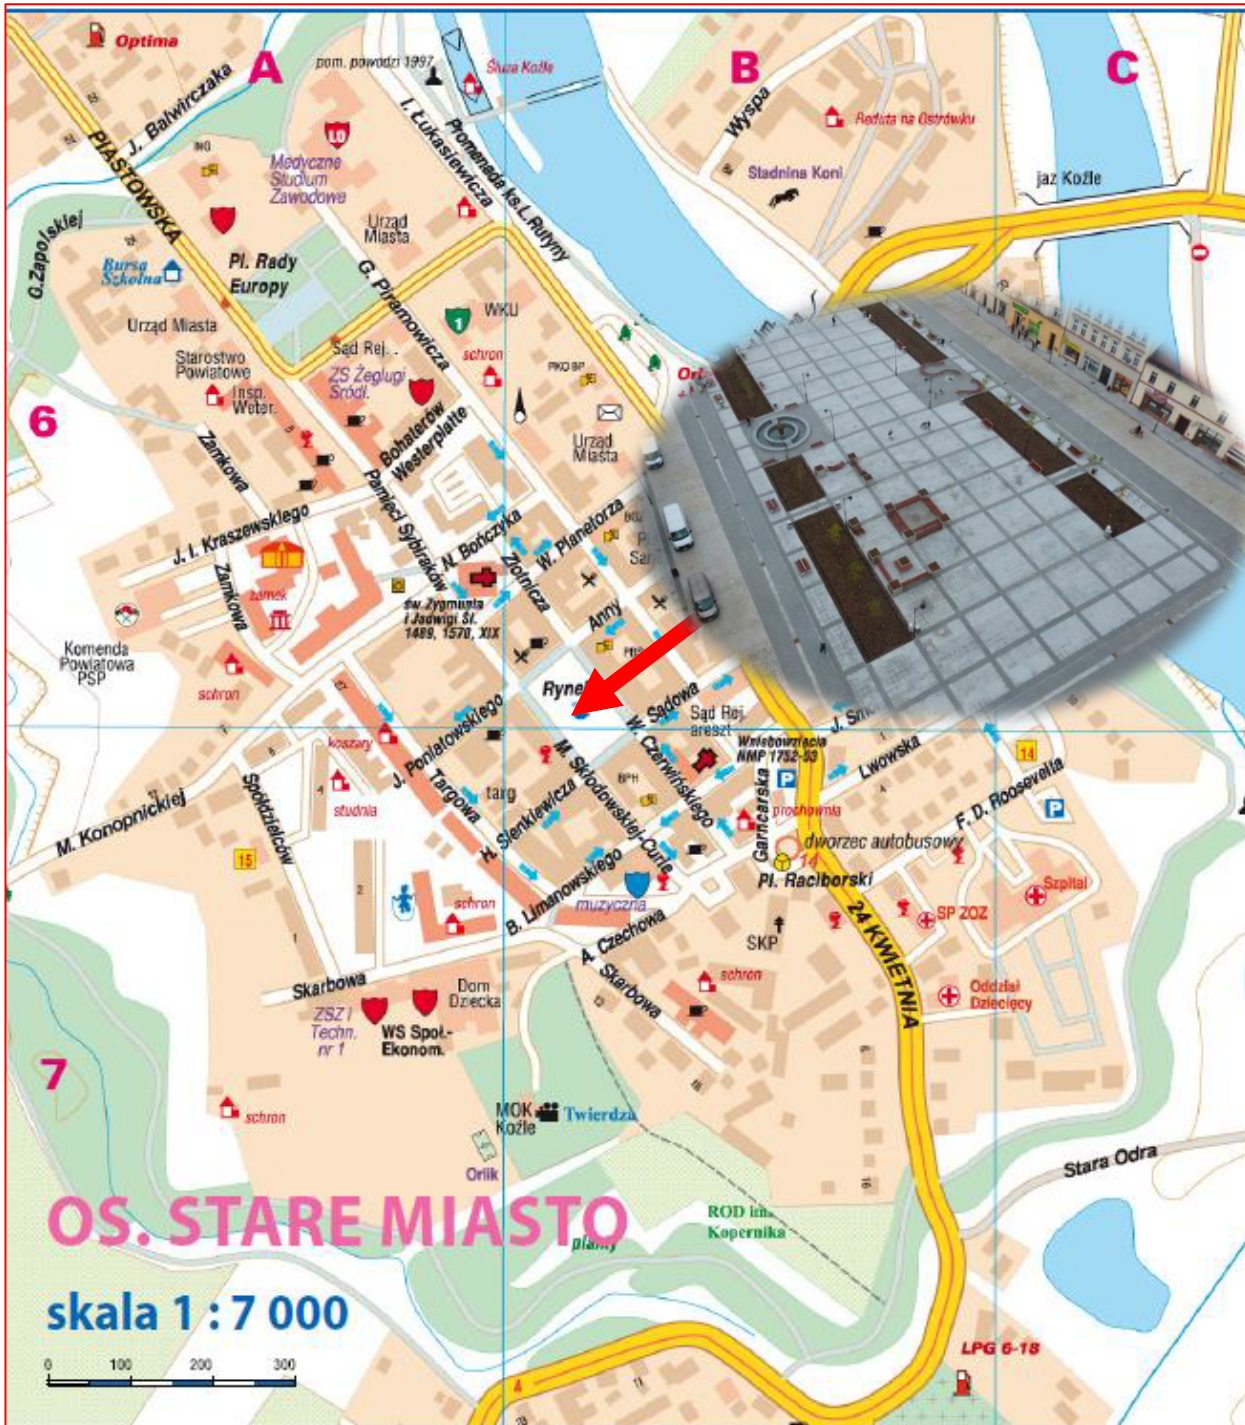 Optima
A
B
C
pom. powodzi 1997
Śluza Koźle
J. Balwirczaka
I. Łukasiewicza
Promenada ks.L.Rutyny
Wyspa
Reduta na Ostrówku
Stadnina Koni
jaz Koźle
ING
LO
Medyczne
Studium
Zawodowe
Urząd
Miasta
PIASTOWSKA
G.Zapolskiej
Bursa
Szkolna
Pl. Rady
Europy
G. Piramowicza
WKU
1
schron
PKO BP
Urząd Miasta
Starostwo
Powiatowe
Insp.
Weter.
Sąd Rej.
ZS Żeglugi
Śródl.
Bohaterów
Westerplatte
Urząd
Miasta
6
Zamkowa
Pamięci Sybiraków
J. I. Kraszewskiego
N. Bończyka
W. Planetorza
Złotnicza
Zamkowa
zamek
św. Zygmunta
i Jadwigi Śl.
1489, 1570, XIX
Anny
Komenda
Powiatowa
PSP
schron
27
Rynek
Sądowa
Sąd Rej.
areszt
W. Czerwińskiego
J. Poniatowskiego
koszary
Wniebowzięcia
NMP 1752-53
Lwowska
14
studnia
Targowa
targ
M. Skłodowskiej-Curie
BPH
H. Sienkiewicza
Garncarska
P
prochownia
F. D. Roosevelta
P
M. Konopnickiej
Spółdzielców
15
dworzec autobusowy
14
Pl. Raciborski
B. Limanowskiego
muzyczna
schron
A. Czechowa
SKP
24 KWIETNIA
SP ZOZ
Szpital
Skarbowa
Dom
Dziecka
Skarbowa
schron
Oddział
Dziecięcy
ZSZ I
Techn.
nr 1
WS Społ.-
Ekonom.
7
schron
MOK
Koźle
Twierdza
Orlik
Stara Odra
OS. STARE MIASTO
planty
ROD im.
Kopernika
skala 1 : 7 000
0 100 200 300
4
LPG 6-18